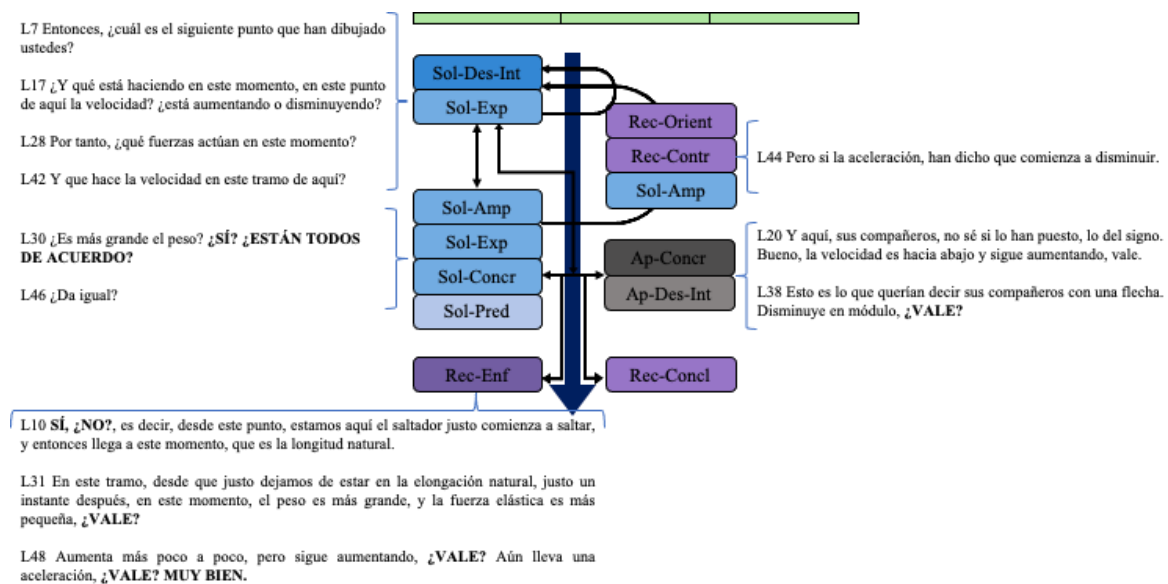 L7 Entonces, ¿cuál es el siguiente punto que han dibujado
ustedes?
L17 ¿Y qué está haciendo en este momento, en este punto
de aquí la velocidad? ¿está aumentando o disminuyendo?
L28 Por tanto, ¿qué fuerzas actúan en este momento?
L42 Y que hace la velocidad en este tramo de aquí?
L30 ¿Es más grande el peso? ¿SÍ? ¿ESTÁN TODOS
DE ACUERDO?
L46 ¿Da igual?
Sol-Des-Int
Sol-Exp
Sol-Amp
Sol-Exp
Sol-Concr
Sol-Pred
Rec-Enf
Rec-Orient
Rec-Contr
Sol-Amp
Ap-Concr
Ap-Des-Int
Rec-Concl
L44 Pero si la aceleración, han dicho que comienza a disminuir.
L20 Y aquí, sus compañeros, no sé si lo han puesto, lo del signo.
Bueno, la velocidad es hacia abajo y sigue aumentando, vale.
L38 Esto es lo que querían decir sus compañeros con una flecha.
Disminuye en módulo, ¿VALE?
L10 SÍ, ¿NO?, es decir, desde este punto, estamos aquí el saltador justo comienza a saltar,
y entonces llega a este momento, que es la longitud natural.
L31 En este tramo, desde que justo dejamos de estar en la elongación natural, justo un
instante después, en este momento, el peso es más grande, y la fuerza elástica es más
pequeña, ¿VALE?
L48 Aumenta más poco a poco, pero sigue aumentando, ¿VALE? Aún lleva una
aceleración, ¿VALE? MUY BIEN.